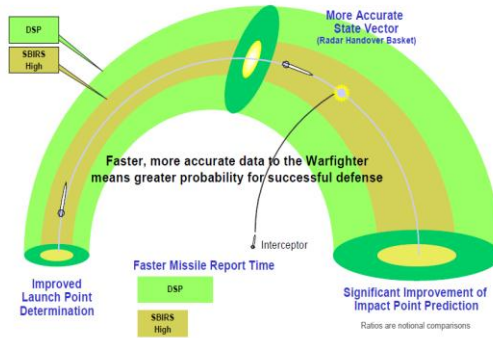 DSP
SBIRS
High
More Accurate
State Vector
(Radar Handover Basket)
Faster, more accurate data to the Warfighter
means greater probability for successful defense
Interceptor
Improved
Launch Point
Determination
Faster Missile Report Time
DSP
SBIRS
High
Significant Improvement of
Impact Point Prediction
Ratios are notional comparisons